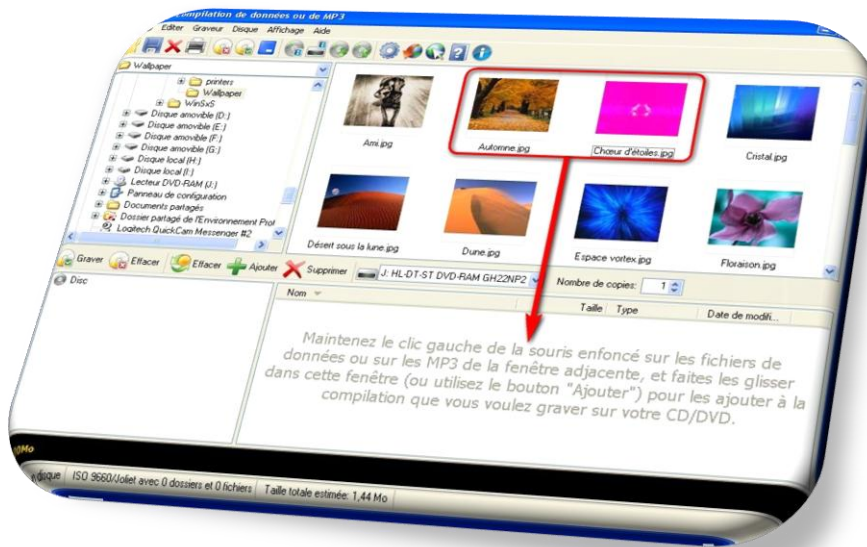 Compilation de données ou de MP3
Editer Graveur Disque Affichage Aide
Wallpaper
printers
Wallpaper
WinSxS
Disque amovible (D:)
Disque amovible (E:)
Disque amovible (F:)
Disque amovible (G:)
Disque local (H:)
Disque local (I:)
Lecteur DVD-RAM (J:)
Panneau de configuration
Documents partagés
Dossier partagé de l'Environnement
Logitech QuickCam Messenger #2
Ami.jpg
Automne.jpg
Chœur d'étoiles.jpg
Cristal.jpg
Désert sous la lune.jpg
Dune.jpg
Espace vortex.jpg
Floraison.jpg
Graver Effacer Effacer Ajouter Supprimer J: HL-DT-ST DVD-RAM GH22NP2 Nombre de copies: 1
Disc
Nom Taille Type Date de modifi...
Maintenez le clic gauche de la souris enfoncé sur les fichiers de
données ou sur les MP3 de la fenêtre adjacente, et faites les glisser
dans cette fenêtre (ou utilisez le bouton "Ajouter") pour les ajouter à la
compilation que vous voulez graver sur votre CD/DVD.
disque ISO 9660/Joliet avec 0 dossiers et 0 fichiers Taille totale estimée: 1,44 Mo